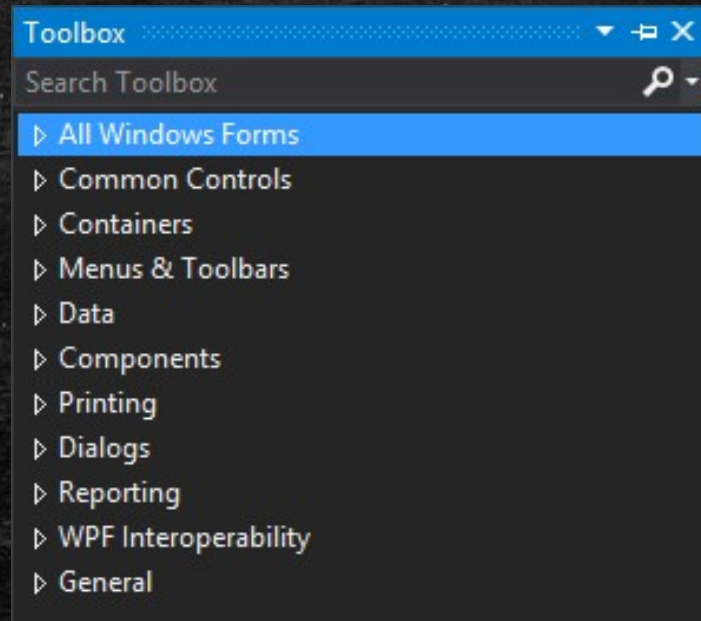 Toolbox
Search Toolbox
All Windows Forms
Common Controls
Containers
Menus & Toolbars
Data
Components
Printing
Dialogs
Reporting
WPF Interoperability
General